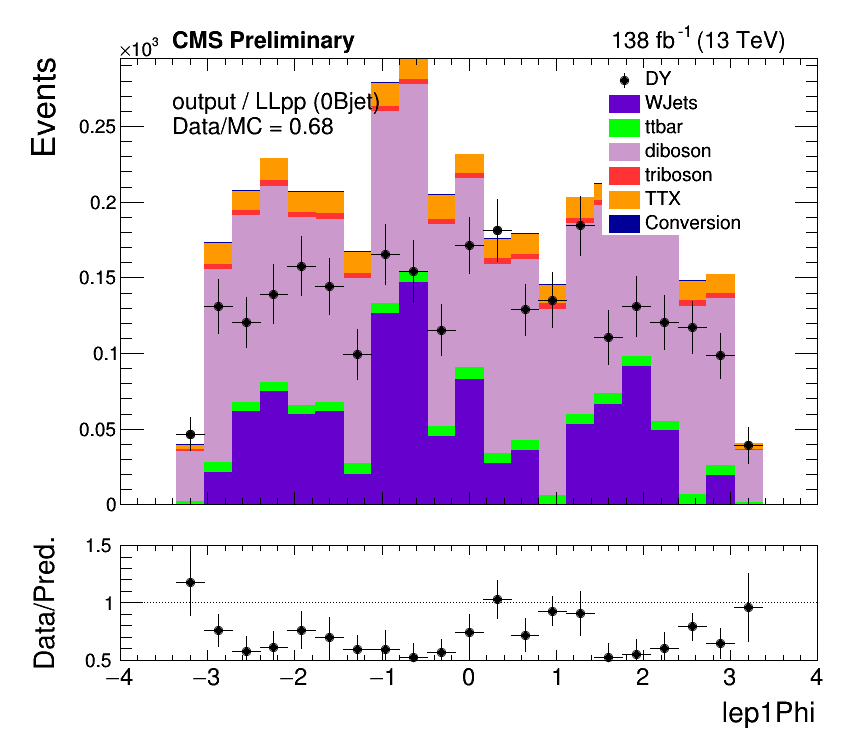 ×10³ CMS Preliminary 138 fb⁻¹ (13 TeV)
Events
output / LLpp (0Bjet)
Data/MC = 0.68
DY
WJets
ttbar
diboson
triboson
TTX
Conversion
0.25
0.2
0.15
0.1
0.05
0
Data/Pred.
1.5
1
0.5
−4 −3 −2 −1 0 1 2 3 4
lep1Phi